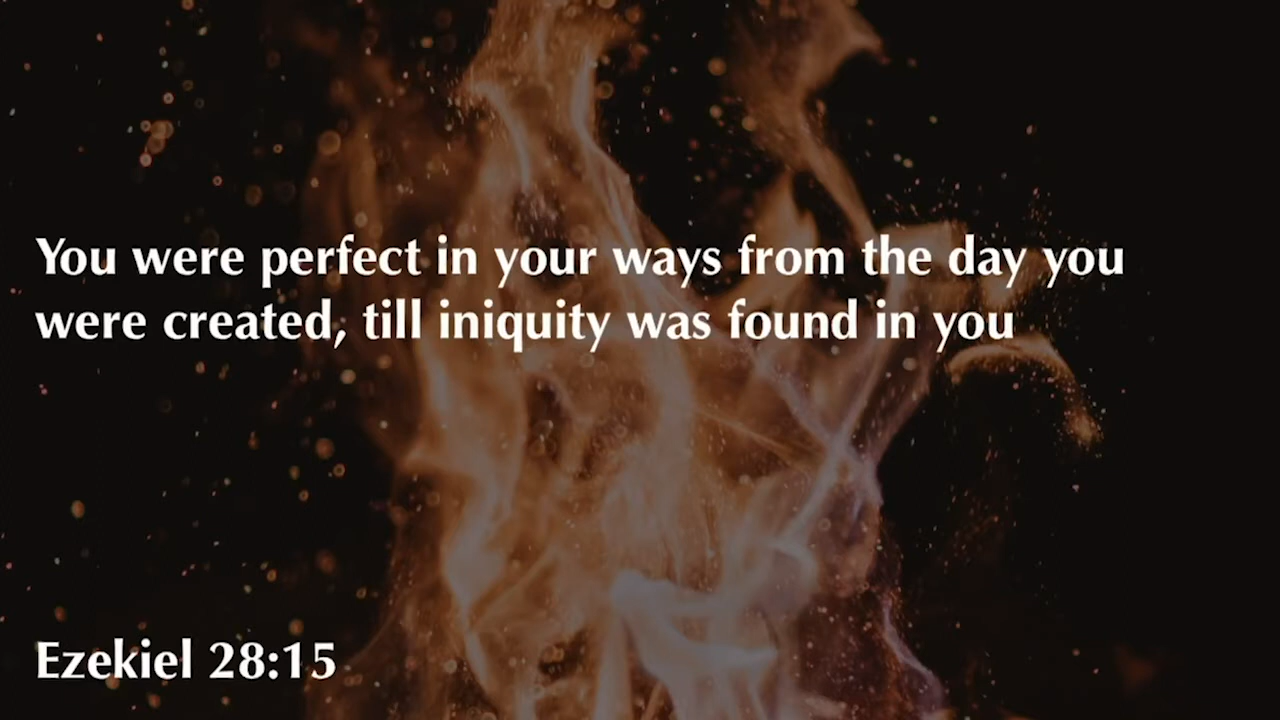 You were perfect in your ways from the day you
were created, till iniquity was found in you
Ezekiel 28:15